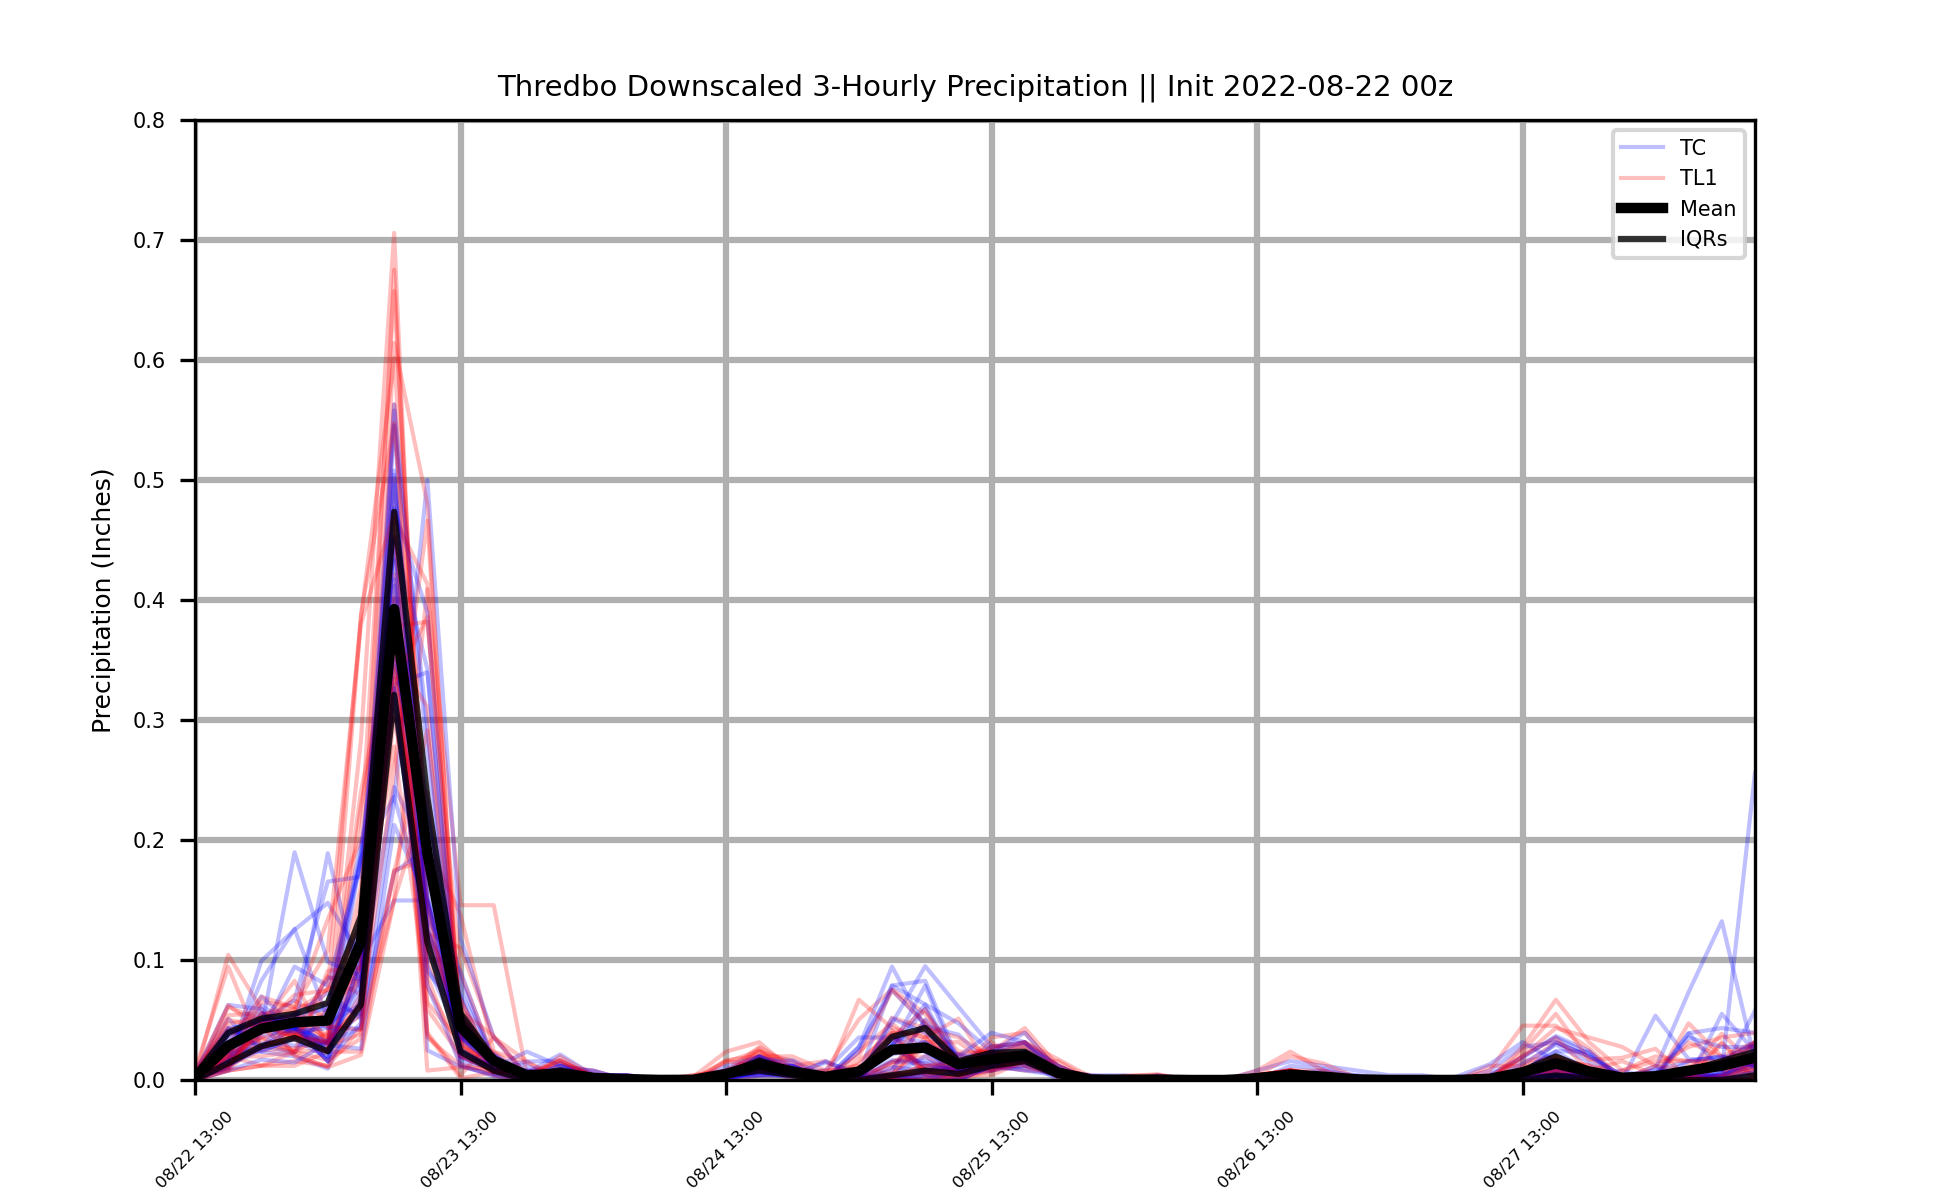 Thredbo Downscaled 3-Hourly Precipitation || Init 2022-08-22 00z
0.8
0.7
0.6
0.5
0.4
0.3
0.2
0.1
0.0
Precipitation (Inches)
TC
TL1
Mean
IQRs
08/22 13:00
08/23 13:00
08/24 13:00
08/25 13:00
08/26 13:00
08/27 13:00